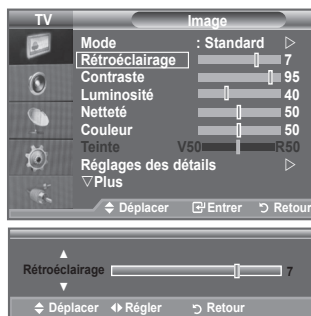 TV Image
Mode : Standard ▷
Rétroéclairage 7
Contraste 95
Luminosité 40
Netteté 50
Couleur 50
Teinte V50 R50
Réglages des détails ▷
▽Plus
Déplacer Entrer Retour
▲
Rétroéclairage 7
▼
Déplacer Régler Retour